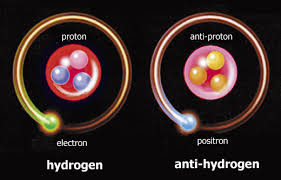 proton
electron
hydrogen
anti-proton
positron
anti-hydrogen